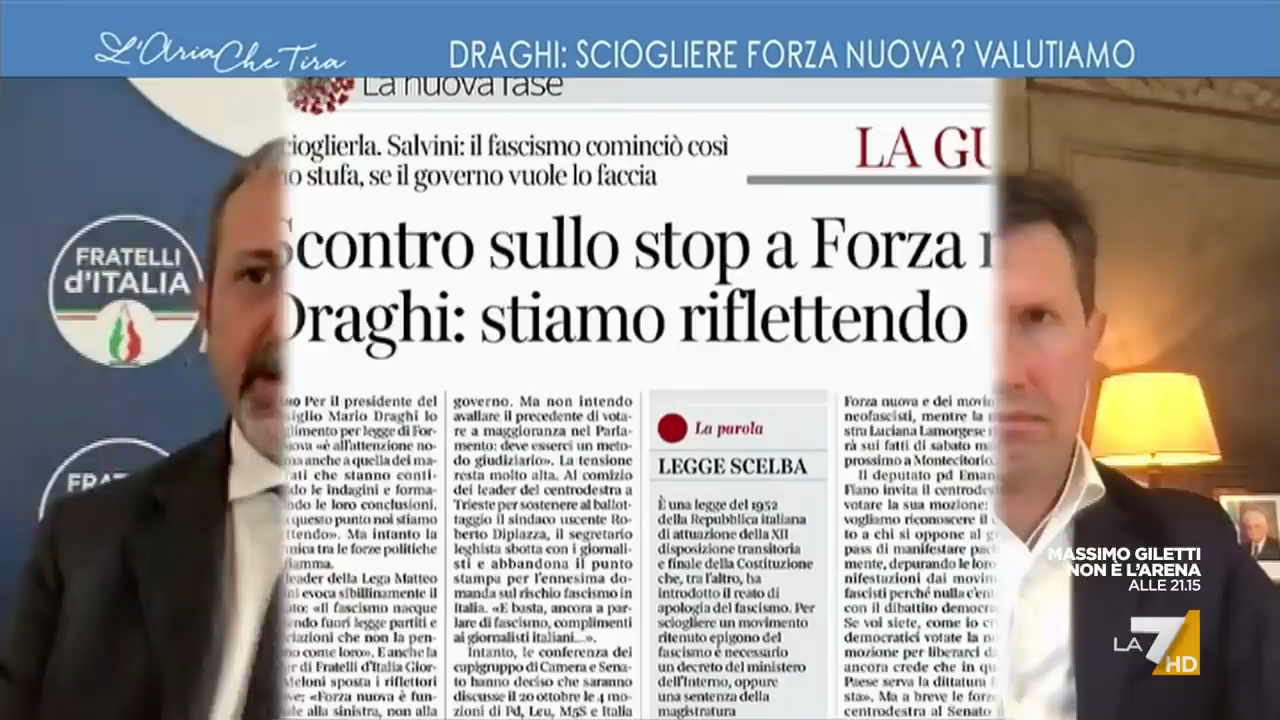 L'Aria Che Tira
DRAGHI: SCIOGLIERE FORZA NUOVA? VALUTIAMO
La nuova fase
scioglierla. Salvini: il fascismo cominciò così
stufa, se il governo vuole lo faccia
LA
Scontro sullo stop a Forza
Draghi: stiamo riflettendo
FRATELLI
d'ITALIA
Per il presidente del
Mario Draghi lo
per legge di For-
«è all'attenzione no-
anche a quella dei ma-
che stanno conti-
le indagini e forma-
le loro conclusioni.
questo punto noi stiamo
Ma intanto la
tra le forze politiche
leader della Lega Matteo
evoca sibillinamente il
«Il fascismo nacque
fuori legge partiti e
che non la pen-
come loro». E anche la
di Fratelli d'Italia Gior-
Meloni sposta i riflettori
«Forza nuova è fun-
alla sinistra, non alla
governo. Ma non intendo
avallare il precedente di vota-
re a maggioranza nel Parla-
mento: deve esserci un meto-
do giudiziario». La tensione
resta molto alta. Al comizio
dei leader del centrodestra a
Trieste per sostenere al ballot-
taggio il sindaco uscente Ro-
berto Dipiazza, il segretario
leghista sbotta con i giornali-
sti e abbandona il punto
stampa per l'ennesima do-
manda sul rischio fascismo in
Italia. «E basta, ancora a par-
lare di fascismo, complimenti
ai giornalisti italiani...».
Intanto, le conferenza dei
capigruppo di Camera e Sena-
to hanno deciso che saranno
discusse il 20 ottobre le 4 mo-
zioni di Pd, Leu, M5S e Italia
La parola
LEGGE SCELBA
È una legge del 1952
della Repubblica italiana
di attuazione della XII
disposizione transitoria
e finale della Costituzione
che, tra l'altro, ha
introdotto il reato di
apologia del fascismo. Per
sciogliere un movimento
ritenuto epigono del
fascismo è necessario
un decreto del ministero
dell'Interno, oppure
una sentenza della
magistratura
Forza nuova e dei
neofascisti, mentre la
stra Luciana Lamorgese
rà sui fatti di sabato
prossimo a Montecitorio.
Il deputato pd
Fiano invita il
votare la sua mozione:
vogliamo riconoscere il
to a chi si oppone al
pass di manifestare
mente, depurando le loro
nifestazioni dai
fascisti perché nulla
con il dibattito
Se voi siete, come io
democratici votate la
mozione per liberarci
ancora crede che in
Paese serva la dittatura
sta». Ma a breve le forze
centrodestra al Senato
MASSIMO GILETTI
NON È L'ARENA
ALLE 21.15
LA 7 HD